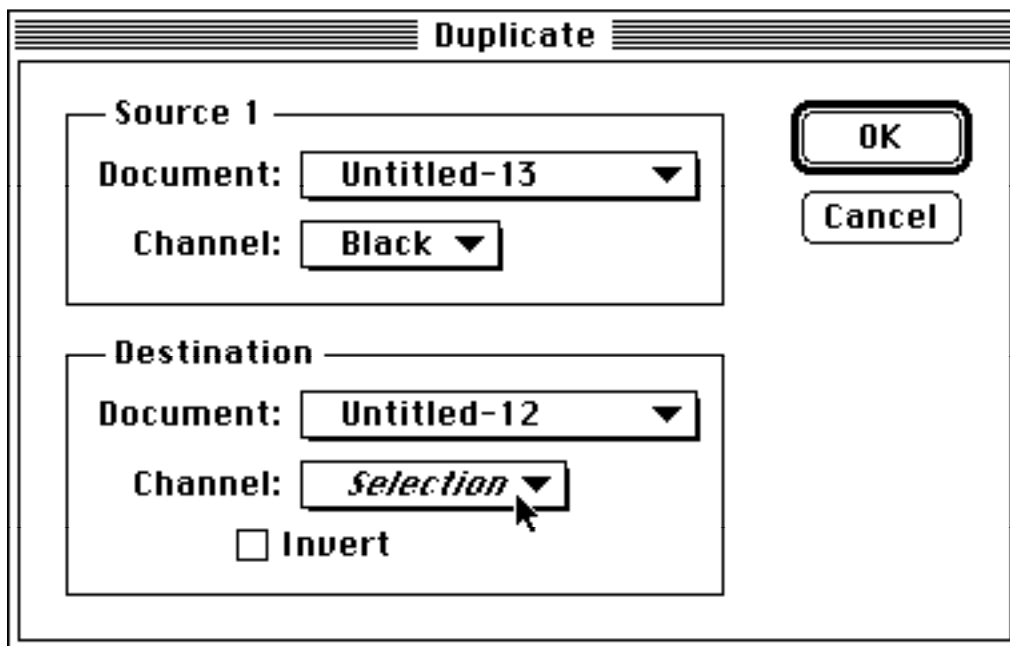 Duplicate
Source 1
Document: Untitled-13
Channel: Black
OK
Cancel
Destination
Document: Untitled-12
Channel: Selection
Invert